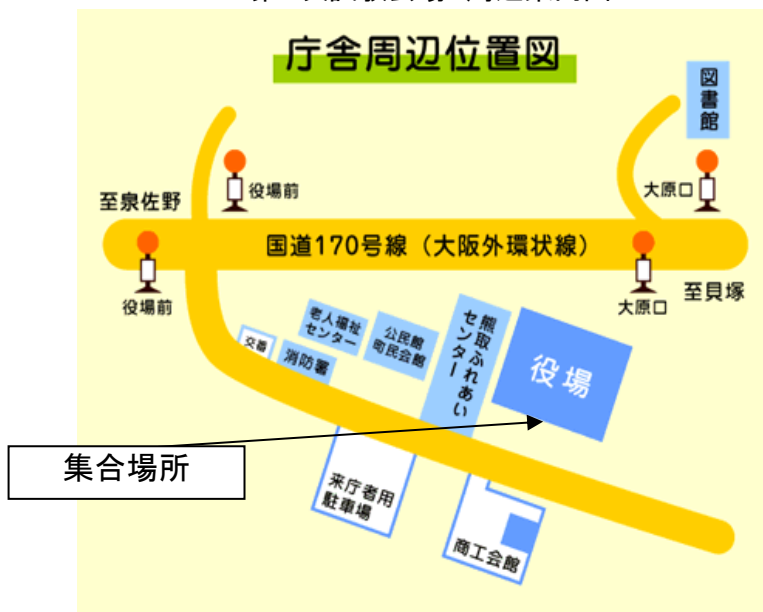 庁舎周辺位置図
図書館
役場前
大原口
至泉佐野
国道170号線（大阪外環状線）
役場前
大原口
至貝塚
老人福祉
センター
公民館
町民会館
熊取ふれあい
センター
役場
交番
消防署
集合場所
来庁者用
駐車場
商工会館